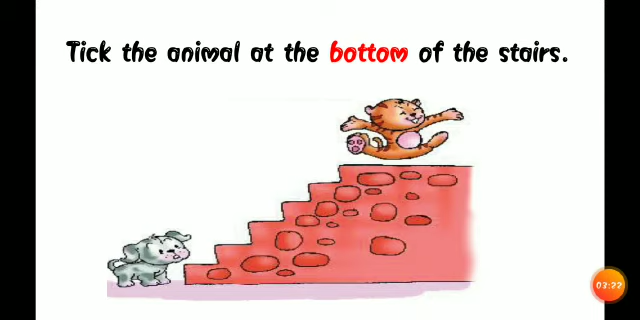 Tick the animal at the bottom of the stairs.
03:22